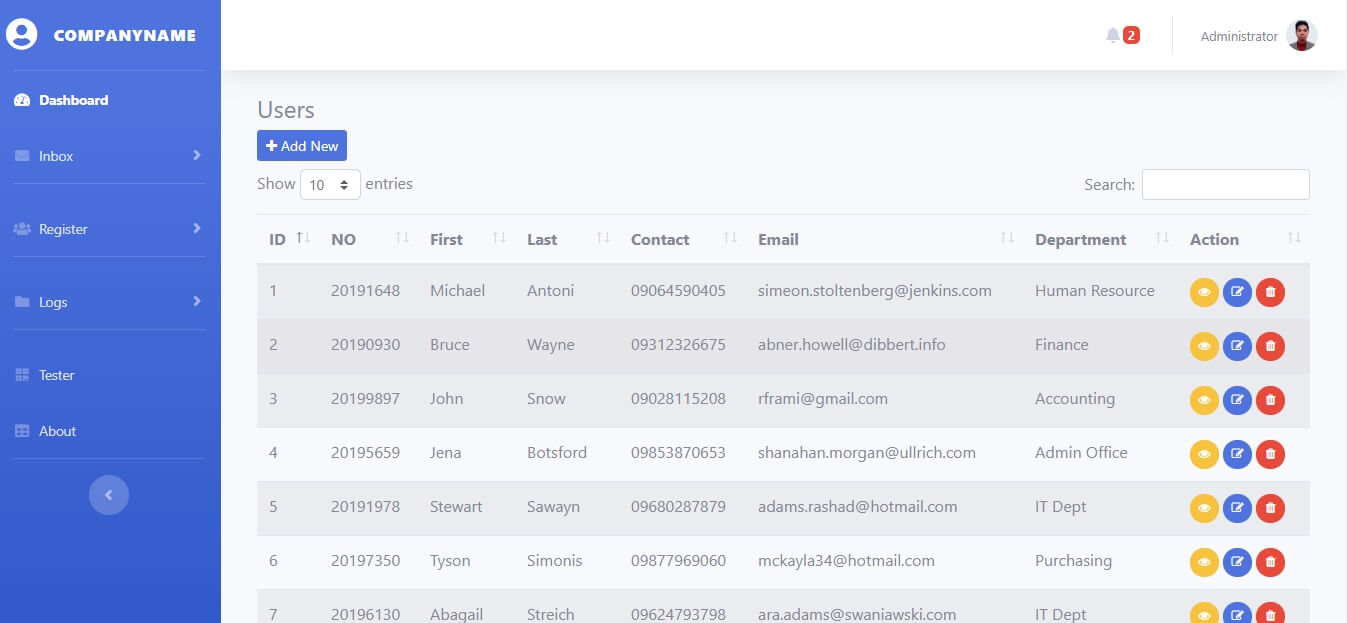 COMPANYNAME
2
Administrator
Dashboard
Inbox
Register
Logs
Tester
About
Users
Add New
Show 10 entries
Search:
ID NO First Last Contact Email Department Action
1 20191648 Michael Antoni 09064590405 simeon.stoltenberg@jenkins.com Human Resource
2 20190930 Bruce Wayne 09312326675 abner.howell@dibbert.info Finance
3 20199897 John Snow 09028115208 rframi@gmail.com Accounting
4 20195659 Jena Botsford 09853870653 shanahan.morgan@ullrich.com Admin Office
5 20191978 Stewart Sawayn 09680287879 adams.rashad@hotmail.com IT Dept
6 20197350 Tyson Simonis 09877969060 mckayla34@hotmail.com Purchasing
7 20196130 Abagail Streich 09624793798 ara.adams@swaniawski.com IT Dept